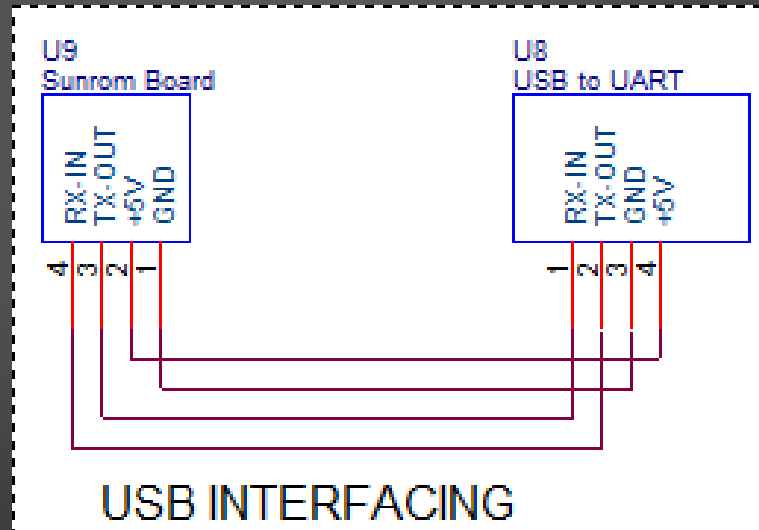 U9
Sunrom Board
RX-IN
TX-OUT
+5V
GND
4
3
2
1
U8
USB to UART
RX-IN
TX-OUT
GND
+5V
1
2
3
4
USB INTERFACING